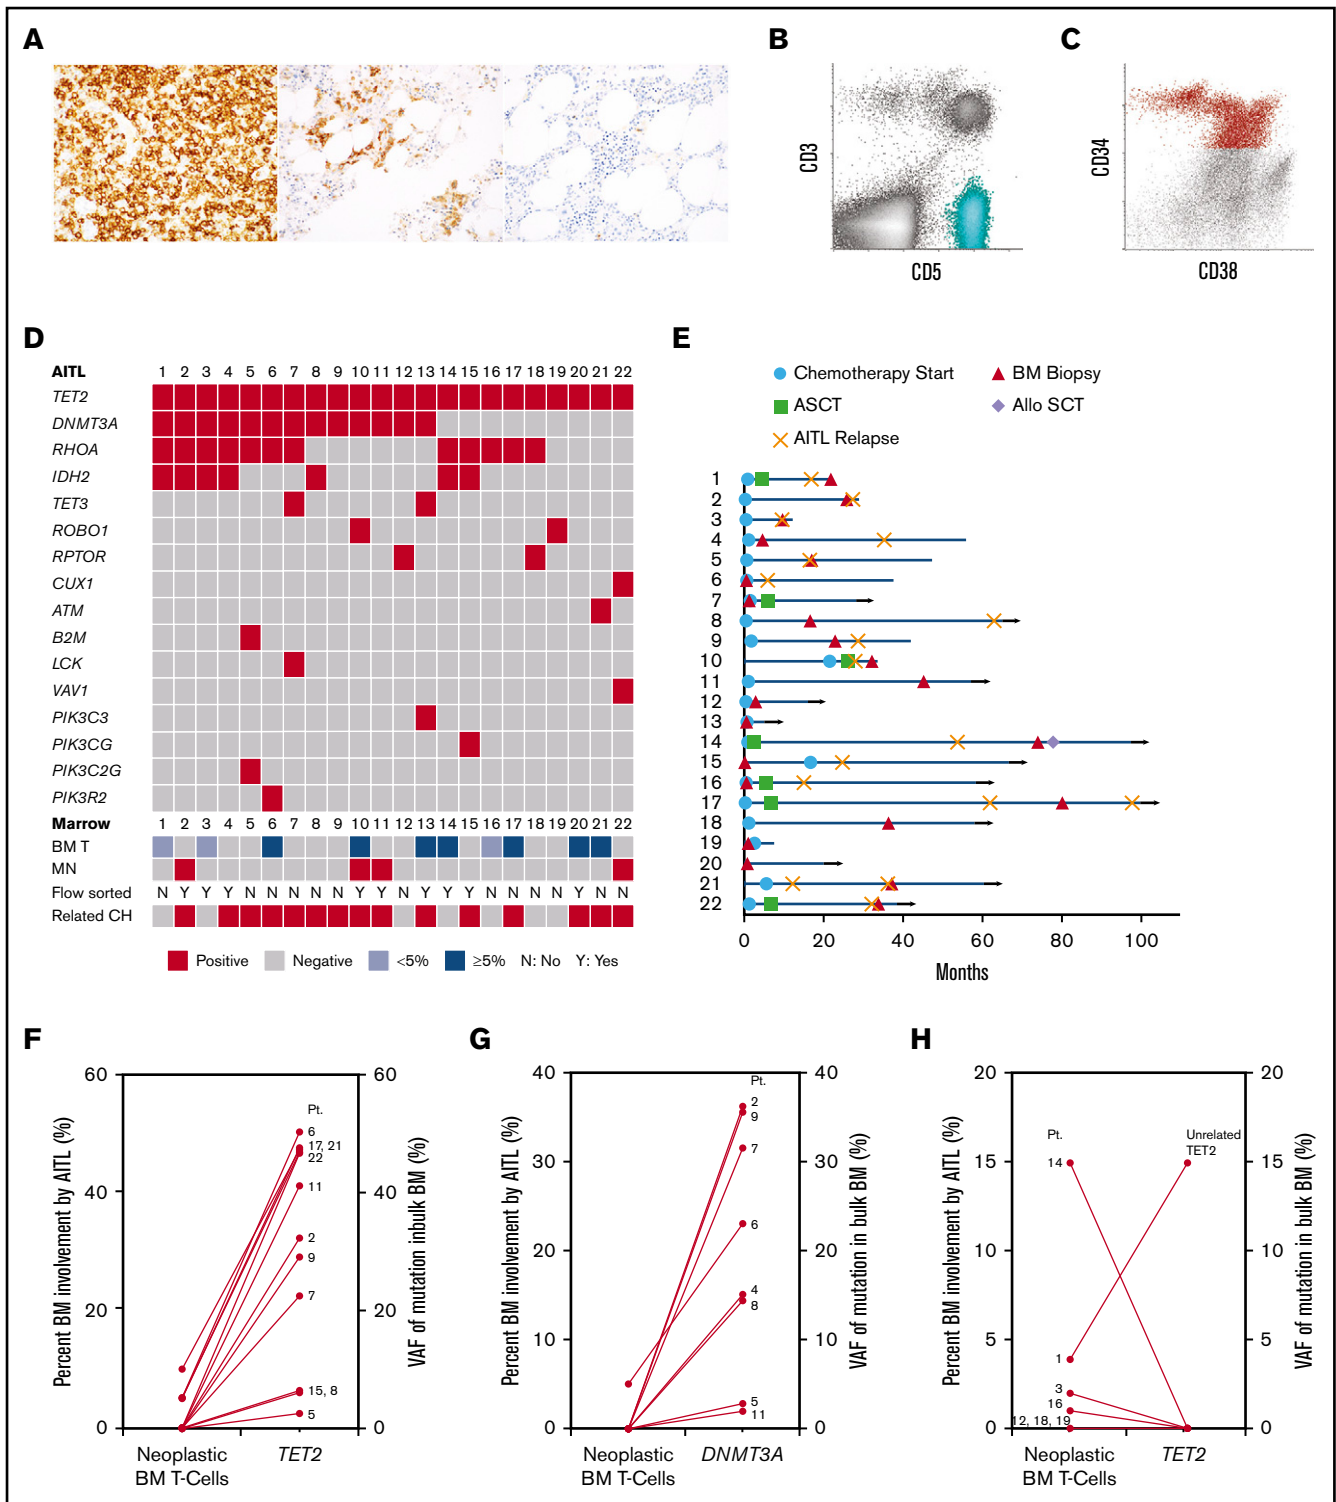 A
B
CD3
CD5
C
CD34
CD38
D
AITL 1 2 3 4 5 6 7 8 9 10 11 12 13 14 15 16 17 18 19 20 21 22
TET2
DNMT3A
RHOA
IDH2
TET3
ROBO1
RPTOR
CUX1
ATM
B2M
LCK
VAV1
PIK3C3
PIK3CG
PIK3C2G
PIK3R2
Marrow 1 2 3 4 5 6 7 8 9 10 11 12 13 14 15 16 17 18 19 20 21 22
BM T
MN
Flow sorted N Y Y Y N N N N N Y Y N Y Y Y N N N N Y N N
Related CH
Positive Negative <5% ≥5% N: No Y: Yes
E
Chemotherapy Start BM Biopsy
ASCT Allo SCT
AITL Relapse
1
2
3
4
5
6
7
8
9
10
11
12
13
14
15
16
17
18
19
20
21
22
0 20 40 60 80 100
Months
F
Percent BM involvement by AITL (%)
60
40
20
0
Pt.
6
17, 21
22
11
2
9
7
15, 8
5
60
40
20
0
VAF of mutation inbulk BM (%)
Neoplastic TET2
BM T-Cells
G
Percent BM involvement by AITL (%)
40
30
20
10
0
Pt.
2
9
7
6
4
8
5
11
40
30
20
10
0
VAF of mutation in bulk BM (%)
Neoplastic DNMT3A
BM T-Cells
H
Percent BM involvement by AITL (%)
20
15
10
5
0
Pt.
14
1
3
16
12, 18, 19
Unrelated
TET2
20
15
10
5
0
VAF of mutation in bulk BM (%)
Neoplastic TET2
BM T-Cells